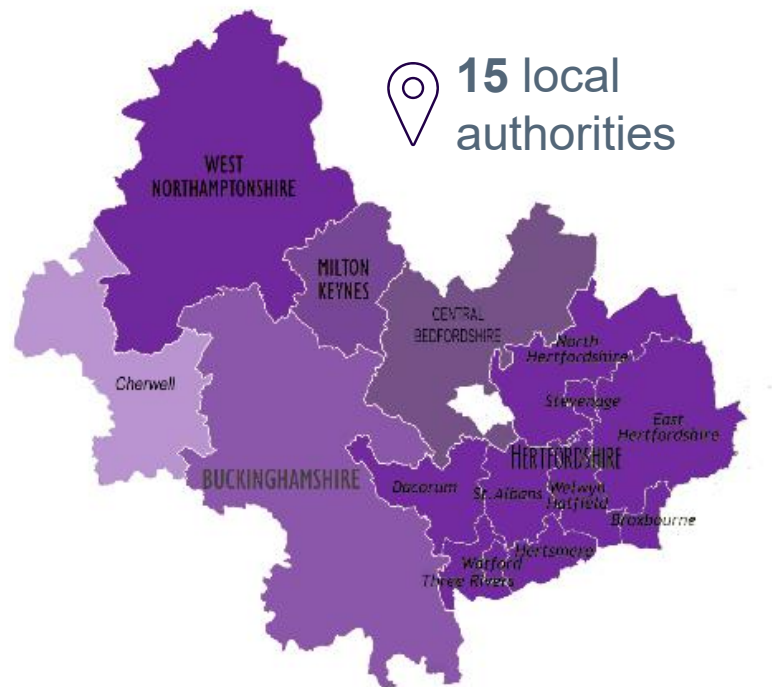 15 local
authorities
WEST
NORTHAMPTONSHIRE
MILTON
KEYNES
CENTRAL
BEDFORDSHIRE
North
Hertfordshire
Stevenage
Cherwell
East
Hertfordshire
HERTFORDSHIRE
BUCKINGHAMSHIRE
Dacorum
St. Albans
Welwyn
Hatfield
Broxbourne
Hertsmere
Watford
Three Rivers